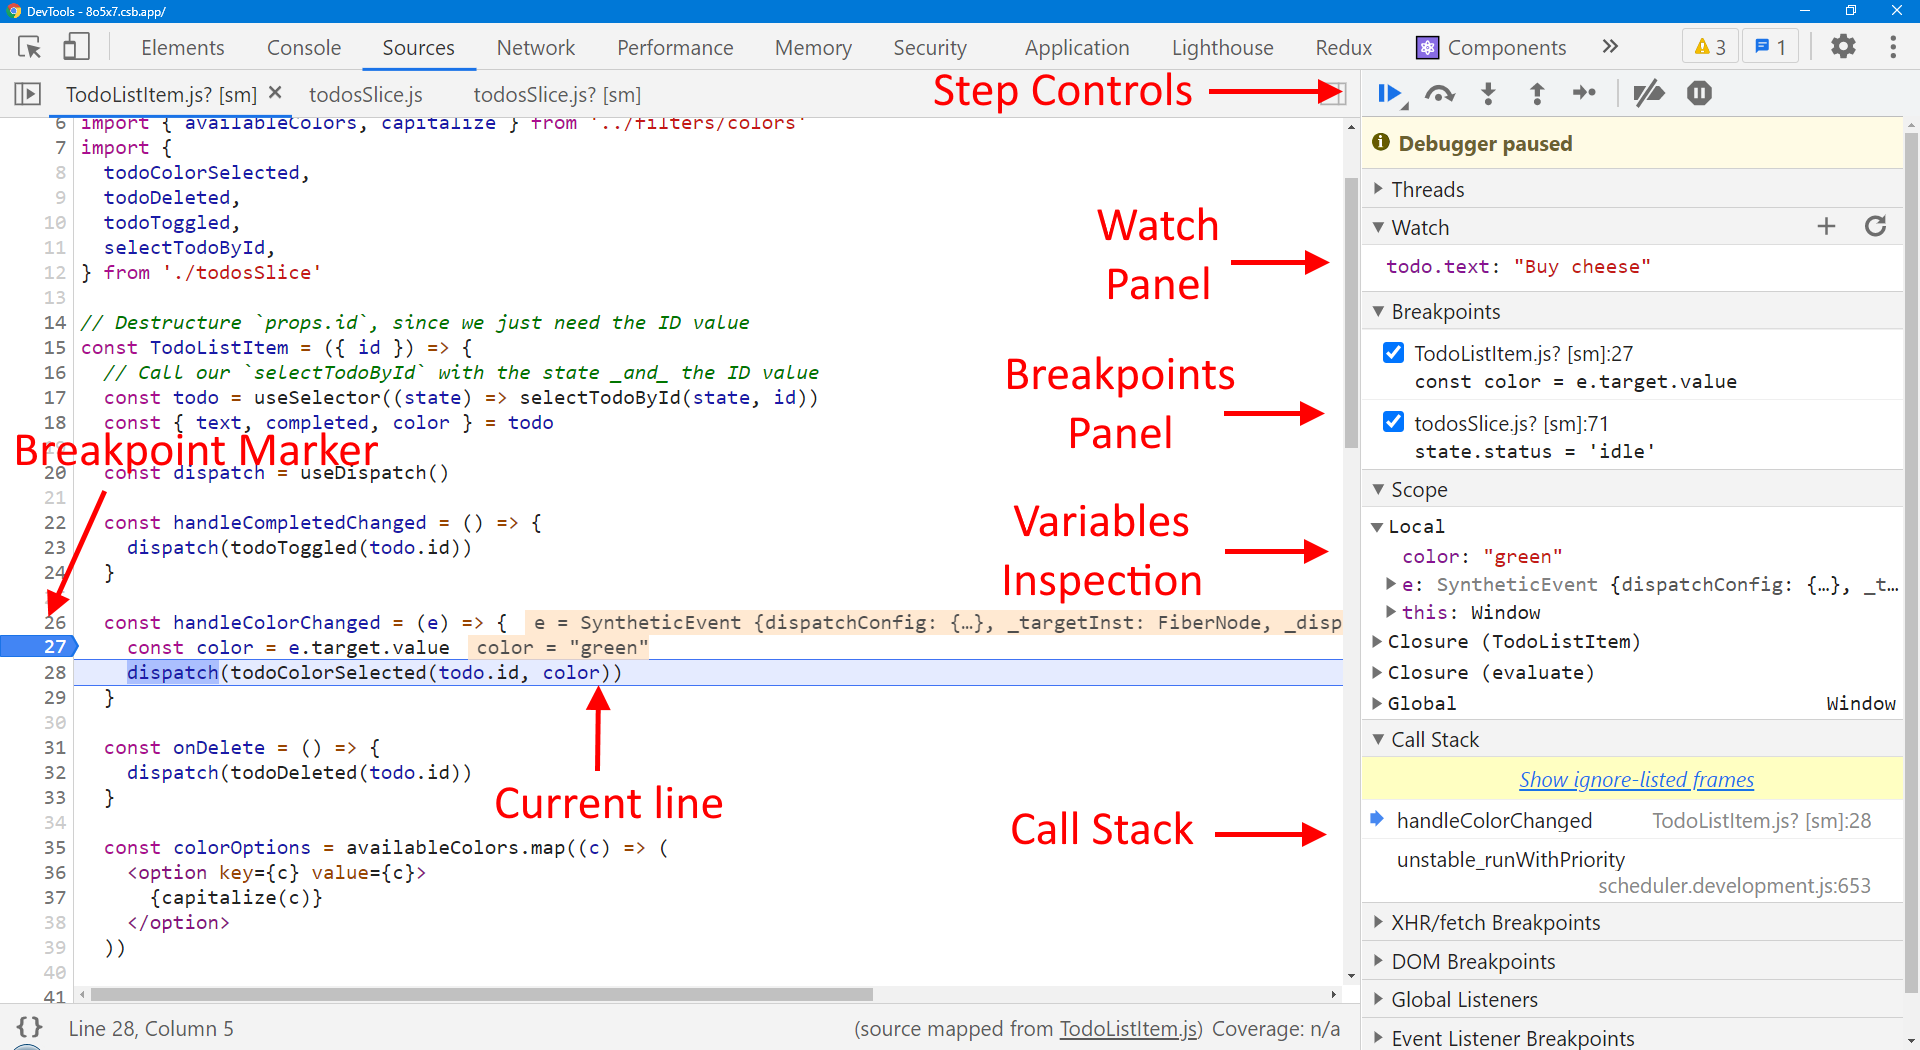 DevTools - 8o5x7.csb.app/
Elements Console Sources Network Performance Memory Security Application Lighthouse Redux Components » 3 1
TodoListItem.js? [sm] × todosSlice.js todosSlice.js? [sm]
Step Controls
6 import { availableColors, capitalize } from '../filters/colors'
7 import {
8 todoColorSelected,
9 todoDeleted,
10 todoToggled,
11 selectTodoById,
12 } from './todosSlice'
13
14 // Destructure `props.id`, since we just need the ID value
15 const TodoListItem = ({ id }) => {
16 // Call our `selectTodoById` with the state _and_ the ID value
17 const todo = useSelector((state) => selectTodoById(state, id))
18 const { text, completed, color } = todo
Breakpoint Marker
20 const dispatch = useDispatch()
21
22 const handleCompletedChanged = () => {
23 dispatch(todoToggled(todo.id))
24 }
26 const handleColorChanged = (e) => { e = SyntheticEvent {dispatchConfig: {…}, _targetInst: FiberNode, _disp
27 const color = e.target.value color = "green"
28 dispatch(todoColorSelected(todo.id, color))
29 }
30
31 const onDelete = () => {
32 dispatch(todoDeleted(todo.id))
33 }
34
35 const colorOptions = availableColors.map((c) => (
36 <option key={c} value={c}>
37 {capitalize(c)}
38 </option>
39 ))
40
41
Current line
Watch
Panel
Breakpoints
Panel
Variables
Inspection
Call Stack
Debugger paused
Threads
Watch
todo.text: "Buy cheese"
Breakpoints
TodoListItem.js? [sm]:27
const color = e.target.value
todosSlice.js? [sm]:71
state.status = 'idle'
Scope
Local
color: "green"
e: SyntheticEvent {dispatchConfig: {…}, _t…
this: Window
Closure (TodoListItem)
Closure (evaluate)
Global Window
Call Stack
Show ignore-listed frames
handleColorChanged TodoListItem.js? [sm]:28
unstable_runWithPriority
scheduler.development.js:653
XHR/fetch Breakpoints
DOM Breakpoints
Global Listeners
Event Listener Breakpoints
{} Line 28, Column 5 (source mapped from TodoListItem.js) Coverage: n/a